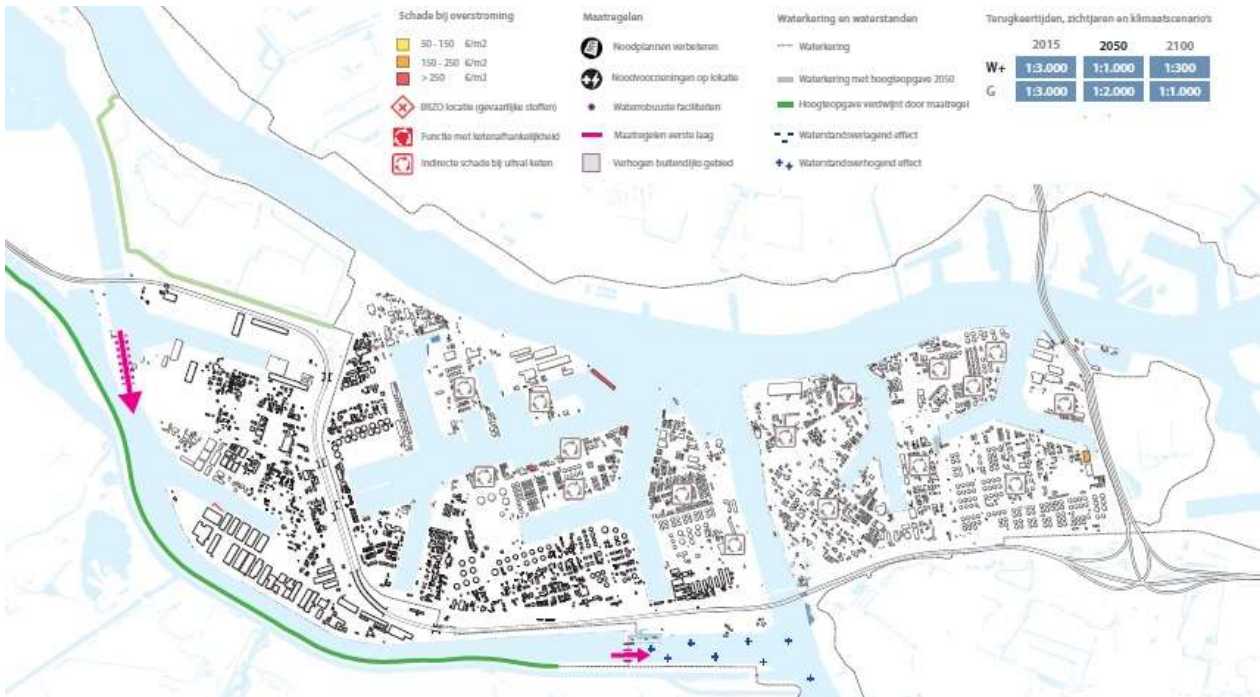 Schade bij overstroming
50 - 150 €/m2
150 - 250 €/m2
> 250 €/m2
BRZO locatie (gevaarlijke stoffen)
Functie met ketenafhankelijkheid
Indirecte schade bij uitval keten
Maatregelen
Noodplannen verbeteren
Noodvoorzieningen op lokatie
Waterrobuuste faciliteiten
Maatregelen eerste laag
Verhogen buitendijks gebied
Waterkering en waterstanden
Waterkering
Waterkering met hoogteopgave 2050
Hoogteopgave verdwijnt door maatregel
Waterstandsverlagend effect
Waterstandsverhogend effect
Terugkeertijden, zichtjaren en klimaatscenario's
2015 2050 2100
W+ 1:3.000 1:1.000 1:300
G 1:3.000 1:2.000 1:1.000